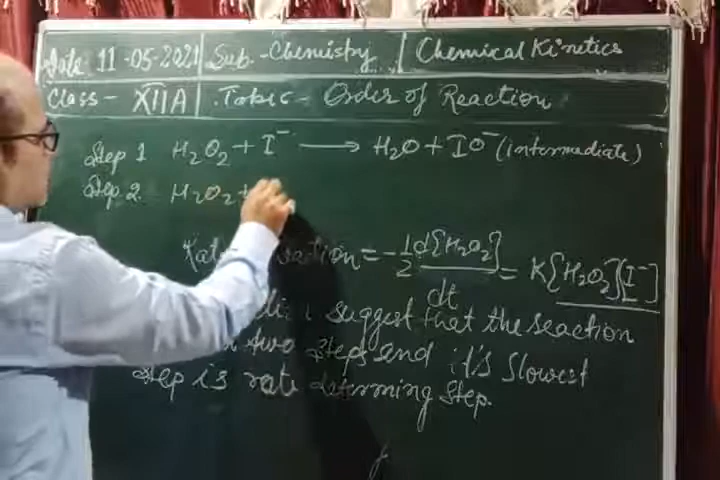 Date: 11-05-2021 Sub.-Chemistry Chemical Kinetics
Class- XIIA Topic- Order of Reaction
Step 1 H₂O₂ + I⁻ ⟶ H₂O + IO⁻ (intermediate)
Step 2. H₂O₂ +
= -1/2 d[H₂O₂]/dt = K[H₂O₂][I⁻]
suggest that the reaction
two steps and it's slowest
step is rate determning step.